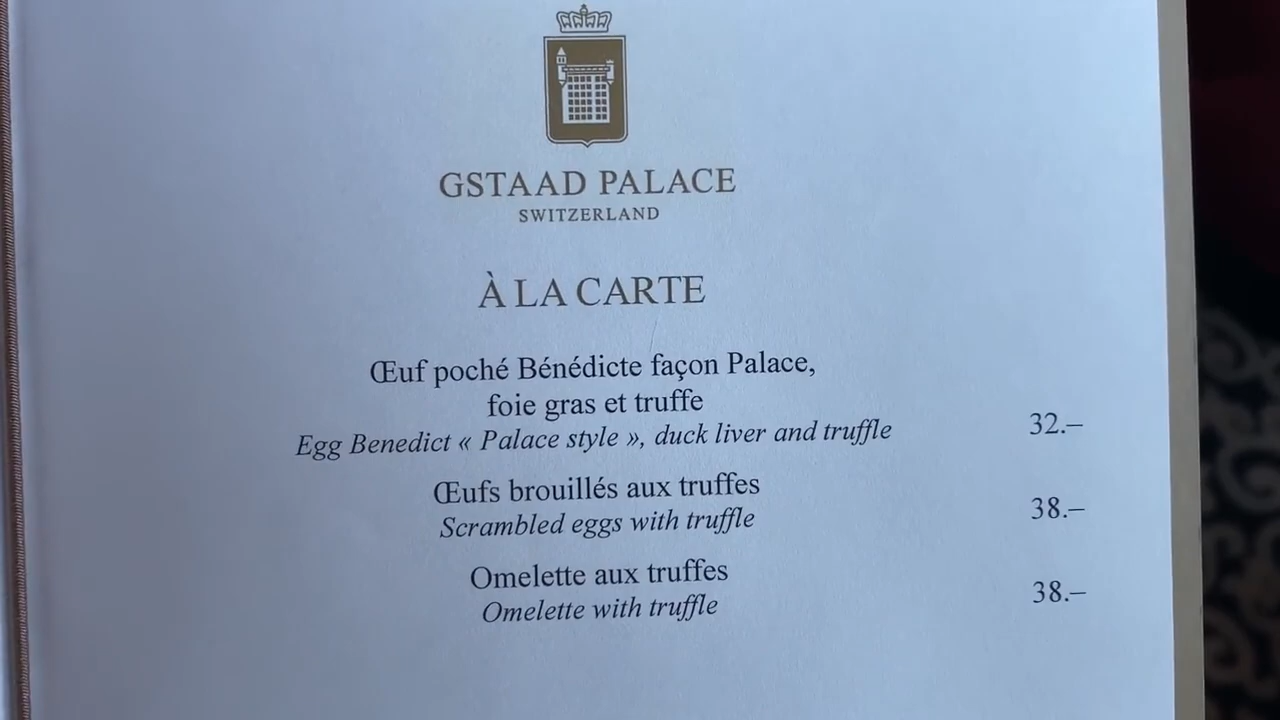 GSTAAD PALACE
SWITZERLAND
À LA CARTE
Œuf poché Bénédicte façon Palace,
foie gras et truffe
Egg Benedict « Palace style », duck liver and truffle 32.–
Œufs brouillés aux truffes
Scrambled eggs with truffle 38.–
Omelette aux truffes
Omelette with truffle 38.–